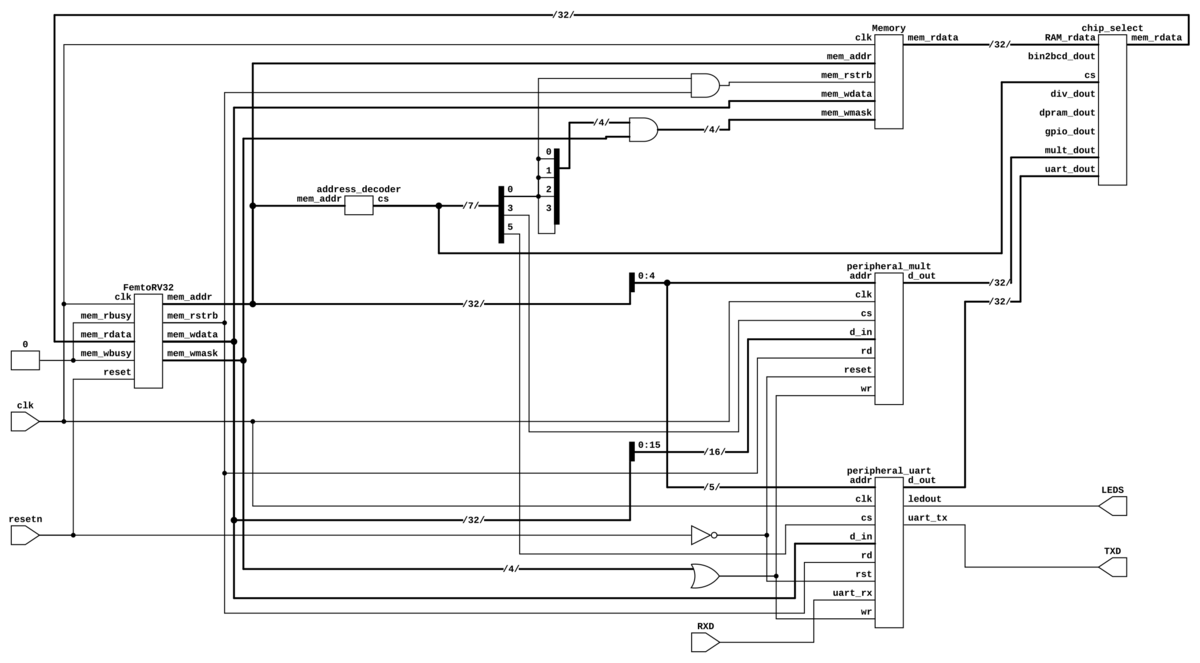 /32/
Memory
chip_select
clk
mem_rdata
/32/
RAM_rdata
mem_rdata
mem_addr
bin2bcd_dout
mem_rstrb
cs
mem_wdata
div_dout
/4/
/4/
mem_wmask
dpram_dout
gpio_dout
0
mult_dout
1
uart_dout
address_decoder
0
2
mem_addr
cs
/7/
3
3
5
peripheral_mult
FemtoRV32
0:4
addr
d_out
/32/
clk
mem_addr
/32/
clk
/32/
mem_rbusy
mem_rstrb
cs
mem_rdata
mem_wdata
d_in
0
mem_wbusy
mem_wmask
rd
reset
reset
wr
clk
0:15
/16/
peripheral_uart
addr
d_out
/5/
clk
ledout
LEDS
resetn
/32/
cs
uart_tx
d_in
TXD
rd
/4/
rst
uart_rx
wr
RXD